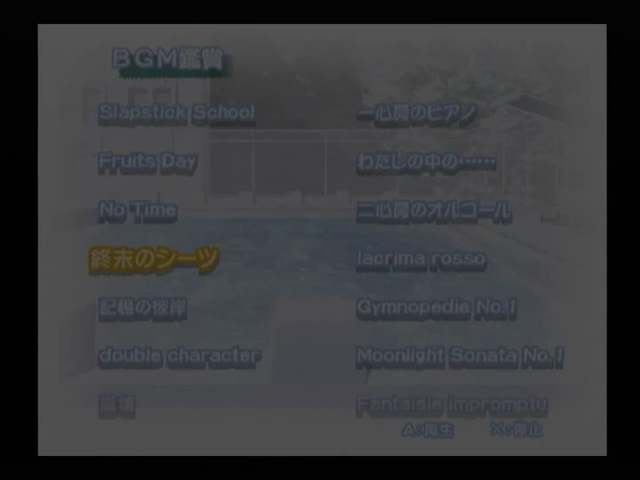 BGM鑑賞
Slapstick School
Fruits Day
No Time
終末のシーツ
記憶の彼岸
double character
一心房のピアノ
わたしの中の……
二心房のオルゴール
lacrima rosso
Gymnopedie No.1
Moonlight Sonata No.1
Fantaisia Impromptu
A:再生 X:停止